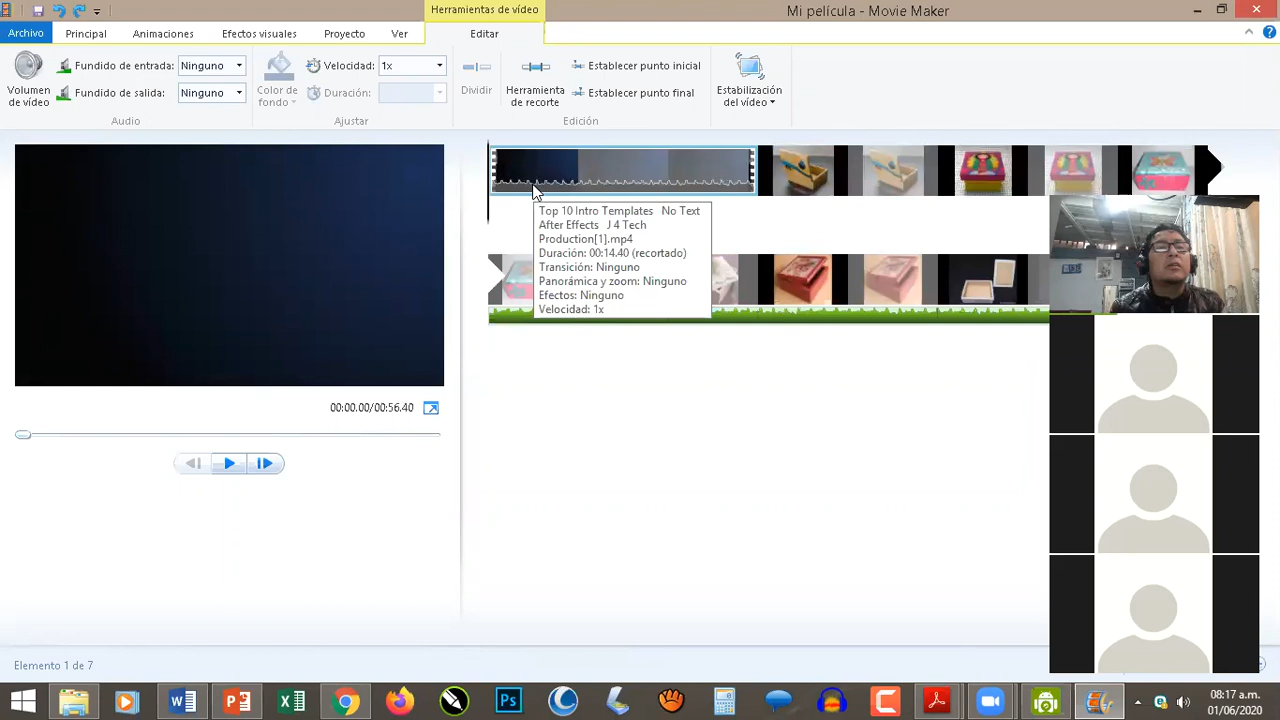 Herramientas de vídeo
Mi película - Movie Maker
Archivo
Principal
Animaciones
Efectos visuales
Proyecto
Ver
Editar
Volumen de vídeo
Fundido de entrada: Ninguno
Fundido de salida: Ninguno
Audio
Color de fondo
Velocidad: 1x
Duración:
Ajustar
Dividir
Herramienta de recorte
Establecer punto inicial
Establecer punto final
Edición
Estabilización del vídeo
Top 10 Intro Templates No Text
After Effects J 4 Tech
Production[1].mp4
Duración: 00:14.40 (recortado)
Transición: Ninguno
Panorámica y zoom: Ninguno
Efectos: Ninguno
Velocidad: 1x
00:00.00/00:56.40
Elemento 1 de 7
08:17 a.m.
01/06/2020